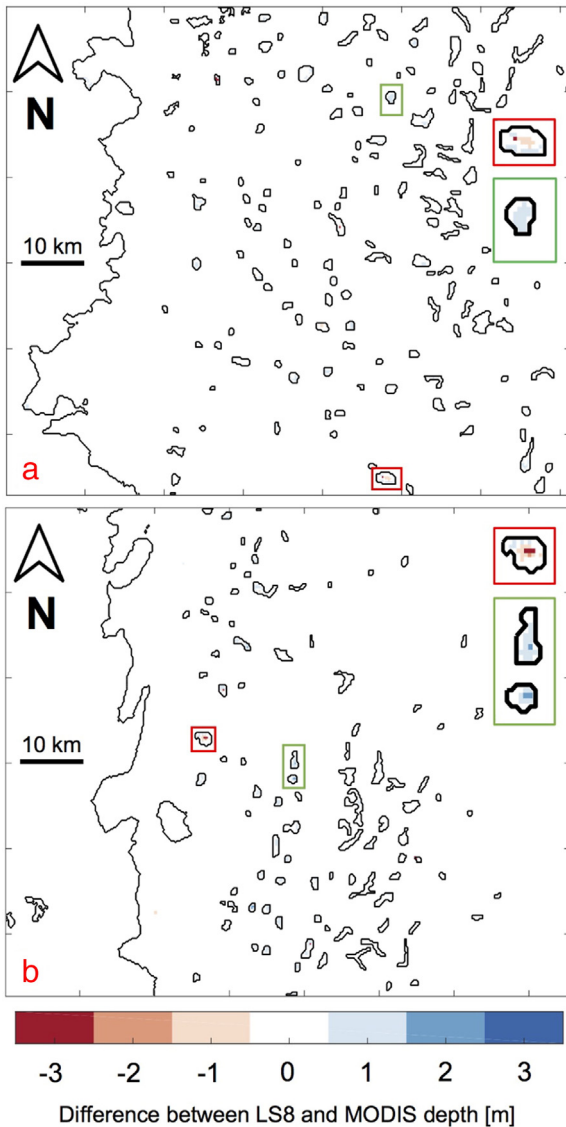 N
10 km
a
N
10 km
b
-3 -2 -1 0 1 2 3
Difference between LS8 and MODIS depth [m]